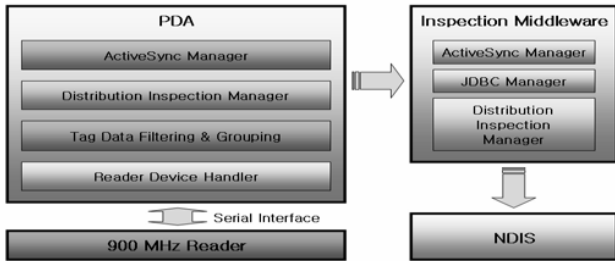 PDA
ActiveSync Manager
Distribution Inspection Manager
Tag Data Filtering & Grouping
Reader Device Handler
Serial Interface
900 MHz Reader
Inspection Middleware
ActiveSync Manager
JDBC Manager
Distribution
Inspection
Manager
NDIS